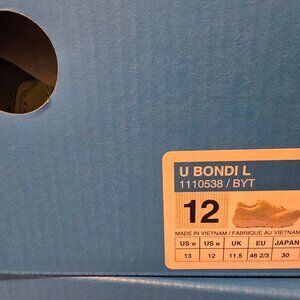 U BONDI L
1110538 / BYT
12
MADE IN VIETNAM / FABRIQUÉ AU VIETNAM
US W US M UK EU JAPAN
13 12 11.5 46.2/3 30